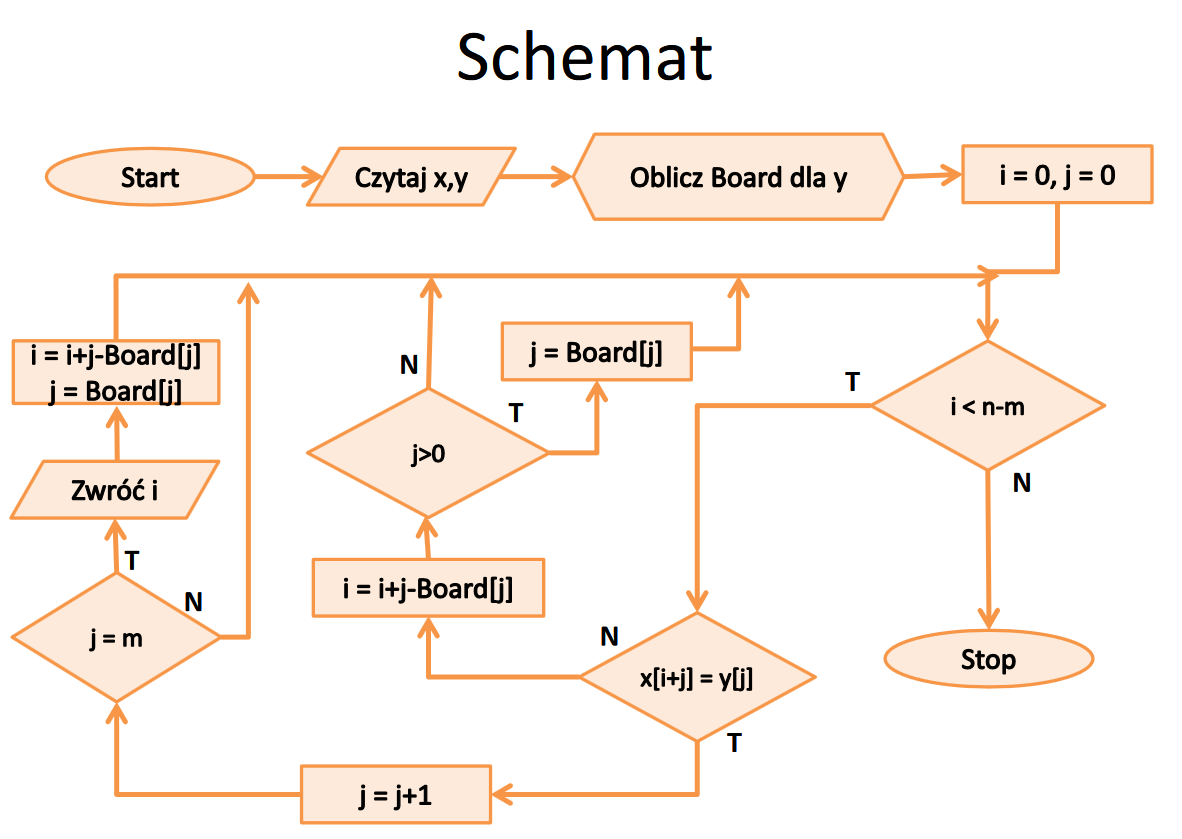 Schemat
Start
Czytaj x,y
Oblicz Board dla y
i = 0, j = 0
i = i+j-Board[j]
j = Board[j]
N
j = Board[j]
T
T
i < n-m
j>0
N
Zwróć i
T
N
i = i+j-Board[j]
j = m
N
x[i+j] = y[j]
Stop
T
j = j+1